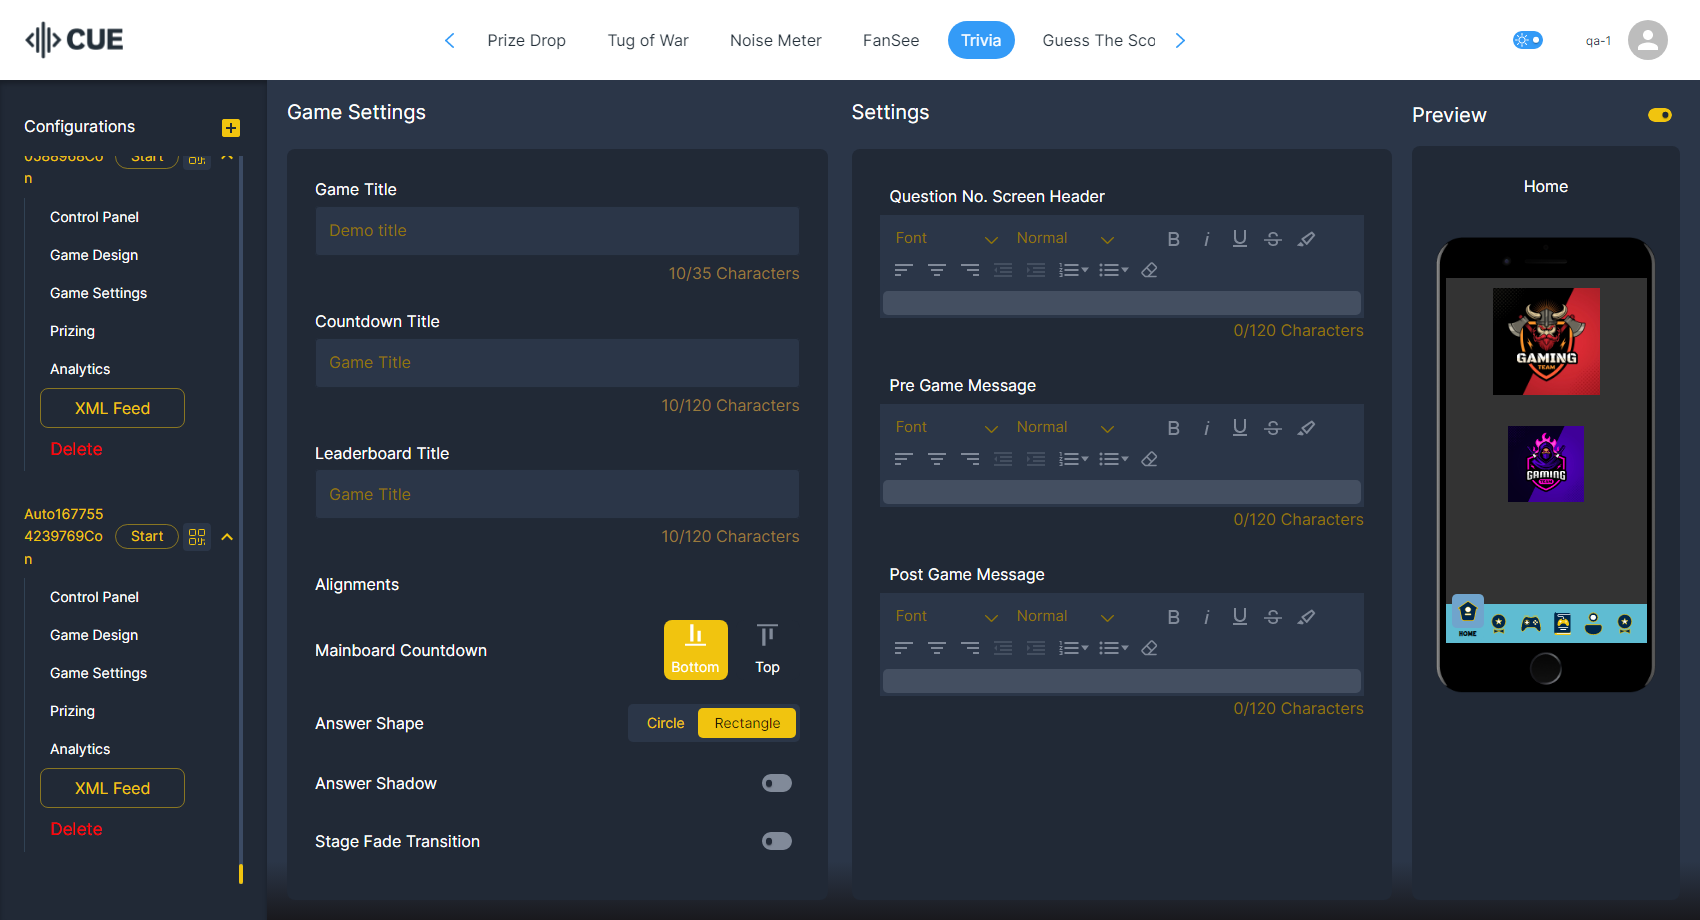 CUE
Prize Drop
Tug of War
Noise Meter
FanSee
Trivia
Guess The Sco
qa-1
Configurations
0588968Co
n
Start
Control Panel
Game Design
Game Settings
Prizing
Analytics
XML Feed
Delete
Auto167755
4239769Co
n
Start
Control Panel
Game Design
Game Settings
Prizing
Analytics
XML Feed
Delete
Game Settings
Game Title
Demo title
10/35 Characters
Countdown Title
Game Title
10/120 Characters
Leaderboard Title
Game Title
10/120 Characters
Alignments
Mainboard Countdown
Bottom
Top
Answer Shape
Circle
Rectangle
Answer Shadow
Stage Fade Transition
Settings
Question No. Screen Header
Font
Normal
0/120 Characters
Pre Game Message
Font
Normal
0/120 Characters
Post Game Message
Font
Normal
0/120 Characters
Preview
Home
GAMING
TEAM
GAMING
TEAM
HOME